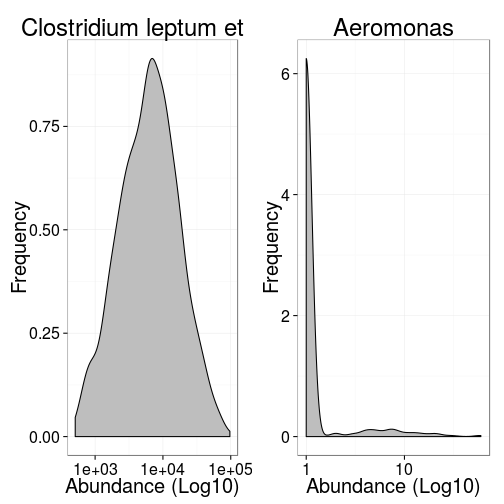 Clostridium leptum et
Frequency
0.75
0.50
0.25
0.00
1e+03 1e+04 1e+05
Abundance (Log10)
Aeromonas
Frequency
6
4
2
0
1 10
Abundance (Log10)